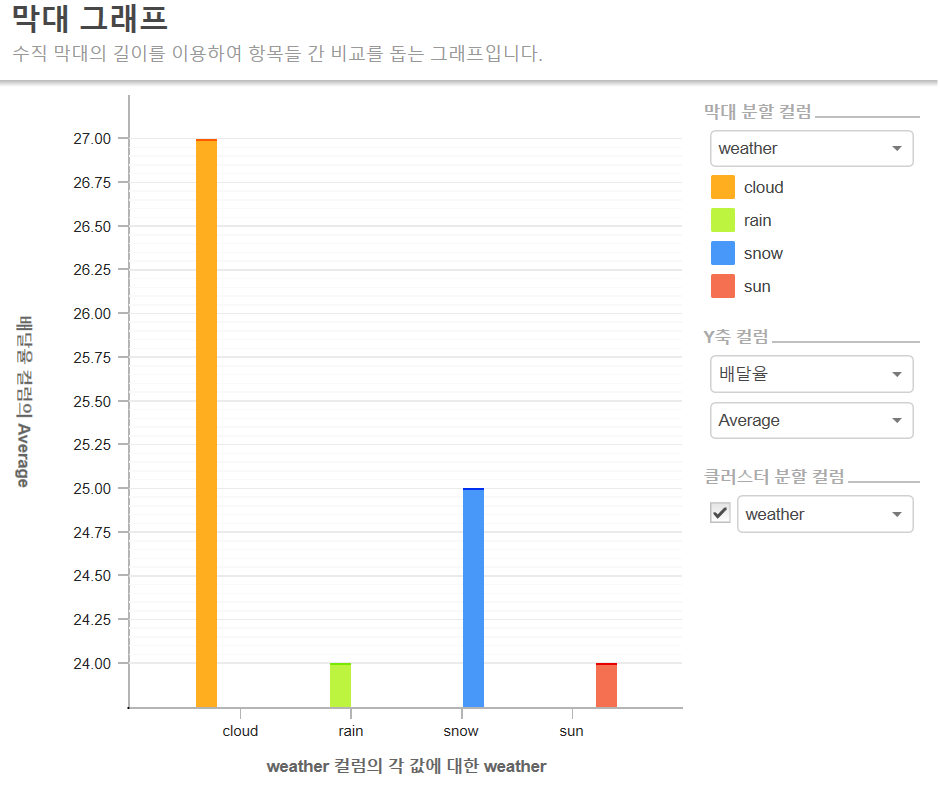 막대 그래프
수직 막대의 길이를 이용하여 항목들 간 비교를 돕는 그래프입니다.
배달율 컬럼의 Average
27.00
26.75
26.50
26.25
26.00
25.75
25.50
25.25
25.00
24.75
24.50
24.25
24.00
cloud
rain
snow
sun
weather 컬럼의 각 값에 대한 weather
막대 분할 컬럼
weather
cloud
rain
snow
sun
Y축 컬럼
배달율
Average
클러스터 분할 컬럼
weather